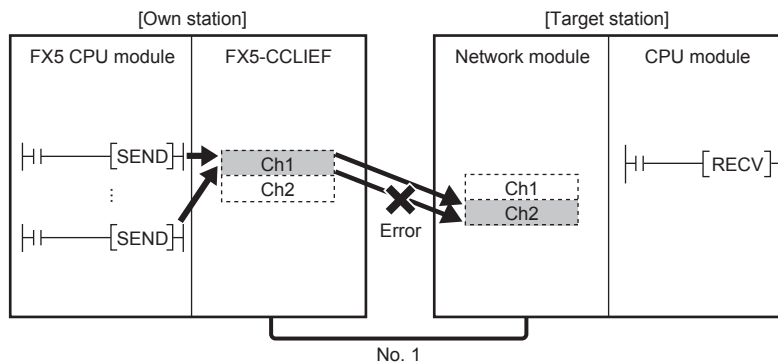 [Own station]
[Target station]
FX5 CPU module
FX5-CCLIEF
Network module
CPU module
SEND
Ch1
Ch2
SEND
Error
Ch1
Ch2
RECV
No. 1